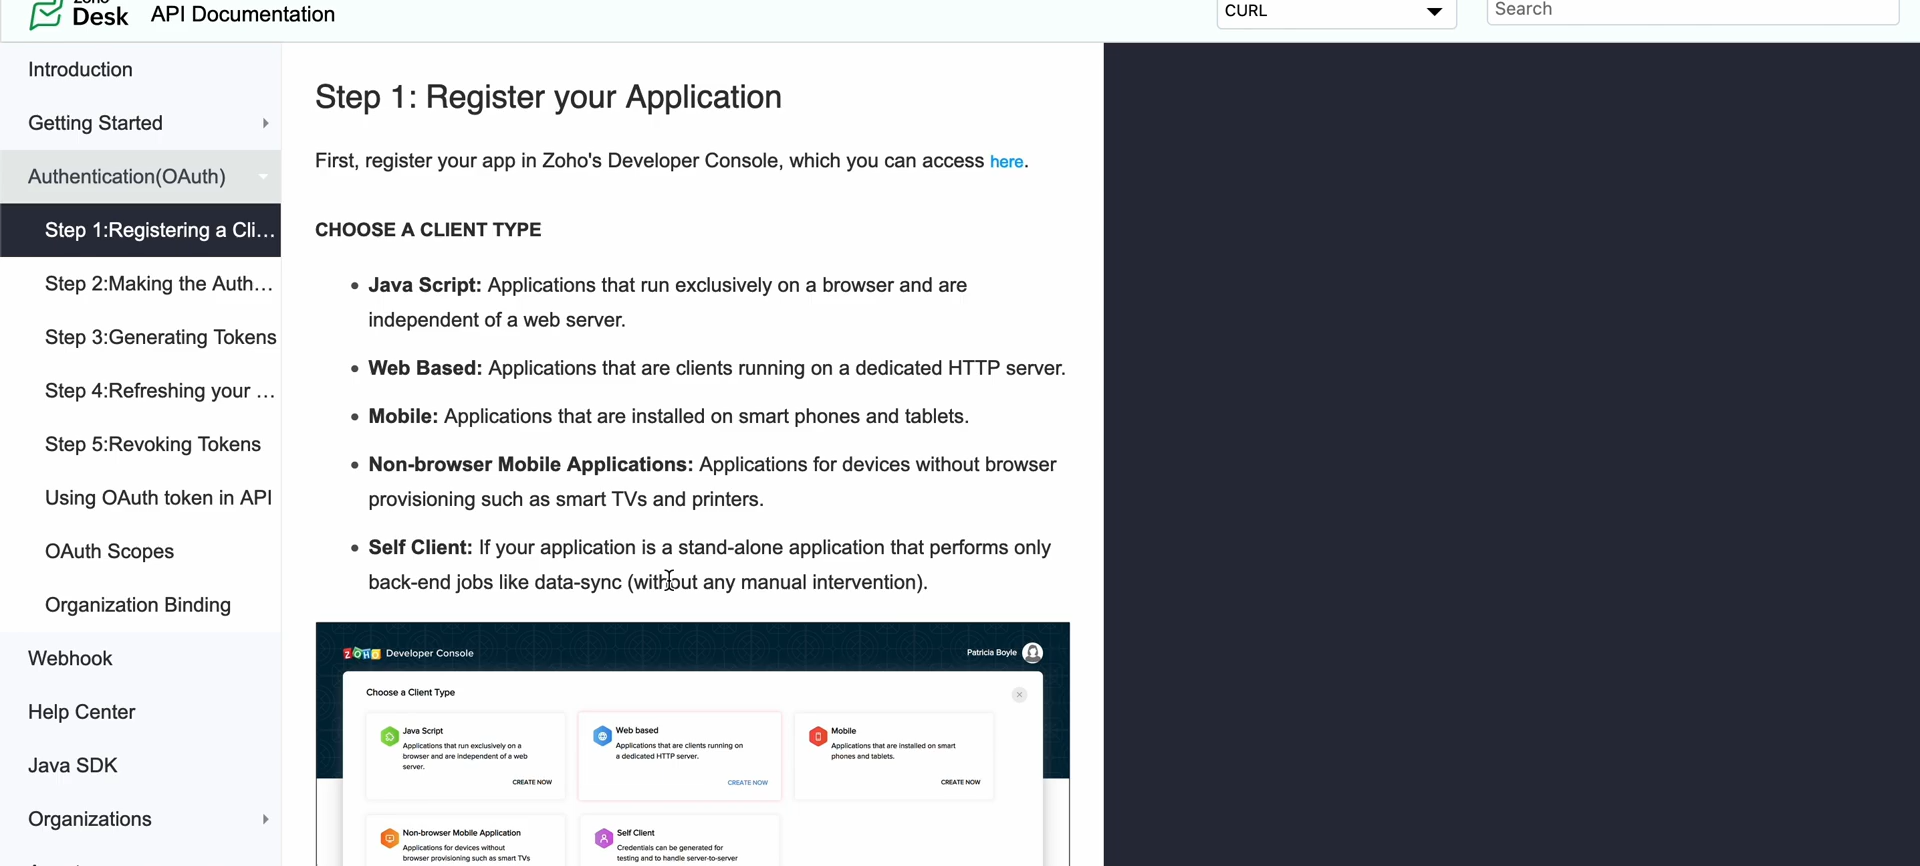 Desk API Documentation
CURL
Search
Introduction
Getting Started
Authentication(OAuth)
Step 1:Registering a Cli...
Step 2:Making the Auth...
Step 3:Generating Tokens
Step 4:Refreshing your ...
Step 5:Revoking Tokens
Using OAuth token in API
OAuth Scopes
Organization Binding
Webhook
Help Center
Java SDK
Organizations
Step 1: Register your Application
First, register your app in Zoho's Developer Console, which you can access here.
CHOOSE A CLIENT TYPE
• Java Script: Applications that run exclusively on a browser and are
independent of a web server.
• Web Based: Applications that are clients running on a dedicated HTTP server.
• Mobile: Applications that are installed on smart phones and tablets.
• Non-browser Mobile Applications: Applications for devices without browser
provisioning such as smart TVs and printers.
• Self Client: If your application is a stand-alone application that performs only
back-end jobs like data-sync (without any manual intervention).
ZOHO Developer Console
Patricia Boyle
Choose a Client Type
Java Script
Applications that run exclusively on a
browser and are independent of a web
server.
CREATE NOW
Web based
Applications that are clients running on
a dedicated HTTP server.
CREATE NOW
Mobile
Applications that are installed on smart
phones and tablets.
CREATE NOW
Non-browser Mobile Application
Applications for devices without
browser provisioning such as smart TVs
Self Client
Credentials can be generated for
testing and to handle server-to-server